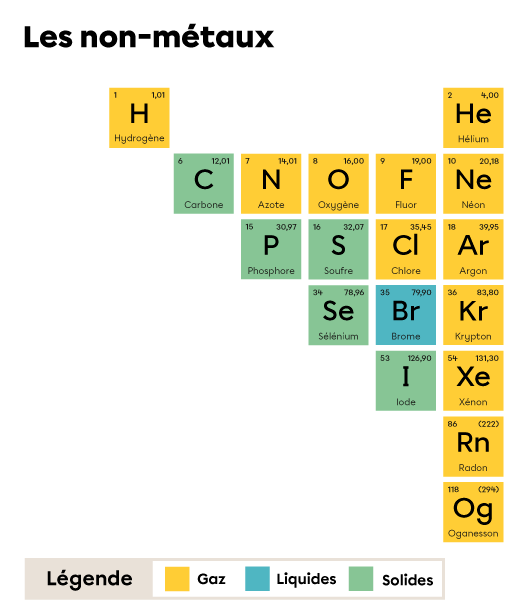 Les non-métaux
1 1,01 2 4,00
H He
Hydrogène Hélium
6 12,01 7 14,01 8 16,00 9 19,00 10 20,18
C N O F Ne
Carbone Azote Oxygène Fluor Néon
15 30,97 16 32,07 17 35,45 18 39,95
P S Cl Ar
Phosphore Soufre Chlore Argon
34 78,96 35 79,90 36 83,80
Se Br Kr
Sélénium Brome Krypton
53 126,90 54 131,30
I Xe
Iode Xénon
86 (222)
Rn
Radon
118 (294)
Og
Oganesson
Légende Gaz Liquides Solides